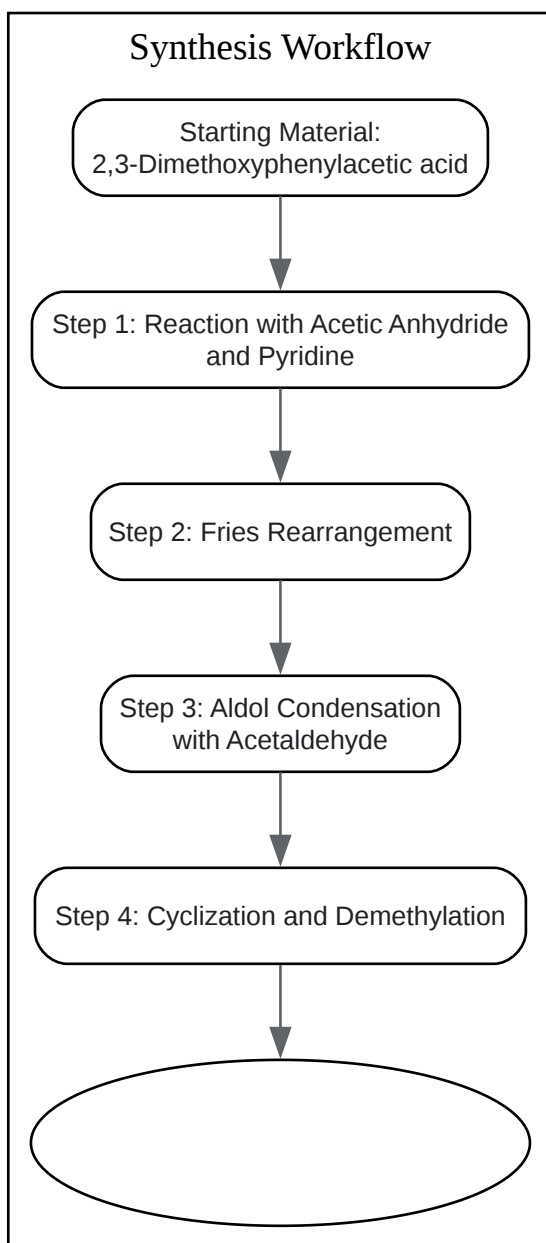 Synthesis Workflow
Starting Material:
2,3-Dimethoxyphenylacetic acid
Step 1: Reaction with Acetic Anhydride
and Pyridine
Step 2: Fries Rearrangement
Step 3: Aldol Condensation
with Acetaldehyde
Step 4: Cyclization and Demethylation